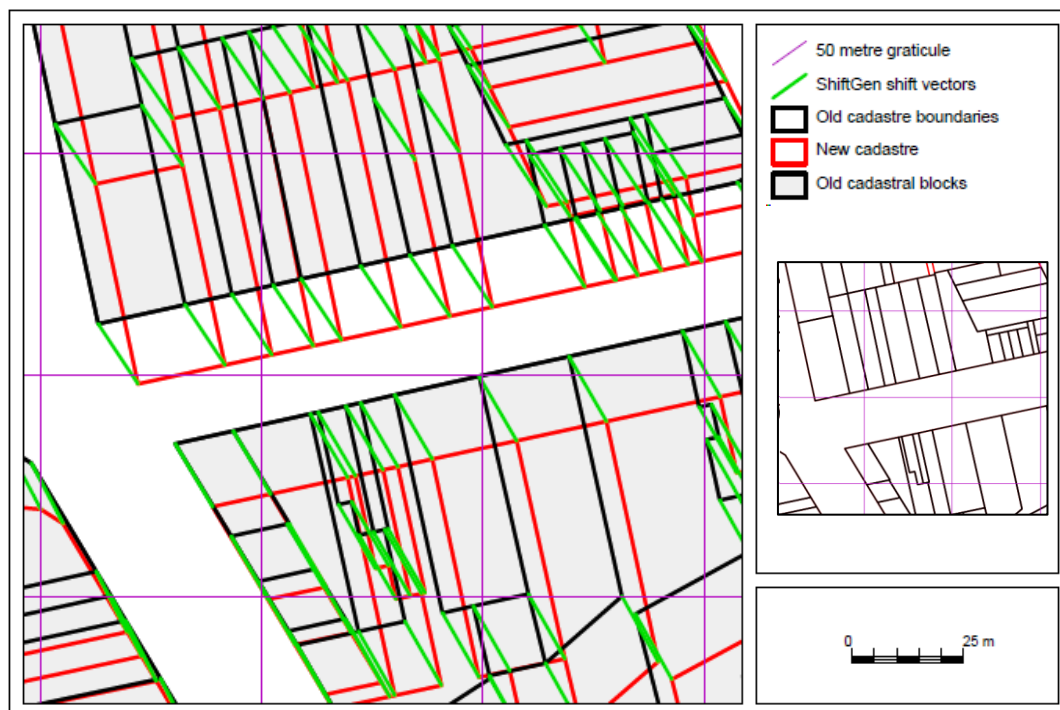 50 metre graticule
ShiftGen shift vectors
Old cadastre boundaries
New cadastre
Old cadastral blocks
0 25 m